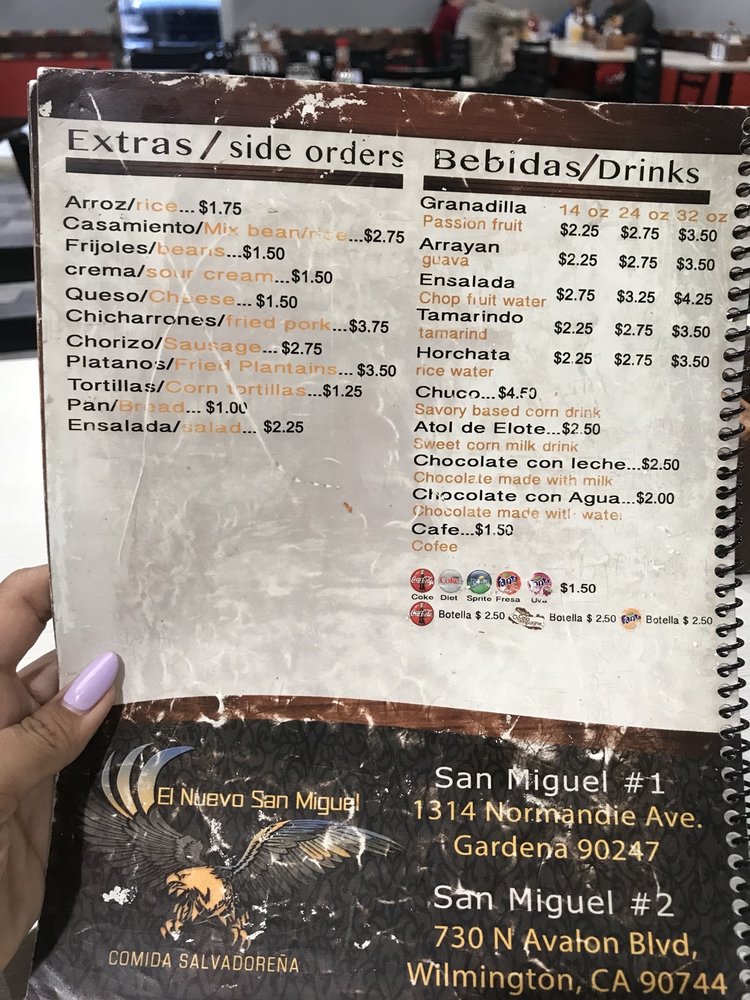 Extras/side orders
Arroz/rice... $1.75
Casamiento/Mix bean/rice...$2.75
Frijoles/beans...$1.50
crema/sour cream...$1.50
Queso/Cheese... $1.50
Chicharrones/fried pork...$3.75
Chorizo/Sausage... $2.75
Platanos/Fried Plantains... $3.50
Tortillas/Corn tortillas...$1.25
Pan/Bread... $1.00
Ensalada/salad... $2.25
Bebidas/Drinks
14 oz 24 oz 32 oz
Granadilla $2.25 $2.75 $3.50
Passion fruit
Arrayan $2.25 $2.75 $3.50
guava
Ensalada $2.75 $3.25 $4.25
Chop fruit water
Tamarindo $2.25 $2.75 $3.50
tamarind
Horchata $2.25 $2.75 $3.50
rice water
Chuco...$4.50
Savory based corn drink
Atol de Elote...$2.50
Sweet corn milk drink
Chocolate con leche...$2.50
Chocolate made with milk
Chocolate con Agua...$2.00
Chocolate made with water
Cafe...$1.50
Cofee
Coke Diet Sprite Fresa Uva $1.50
Botella $ 2.50 Botella $ 2.50 Botella $ 2.50
El Nuevo San Miguel
COMIDA SALVADOREÑA
San Miguel #1
1314 Normandie Ave.
Gardena 90247
San Miguel #2
730 N Avalon Blvd,
Wilmington, CA 90744